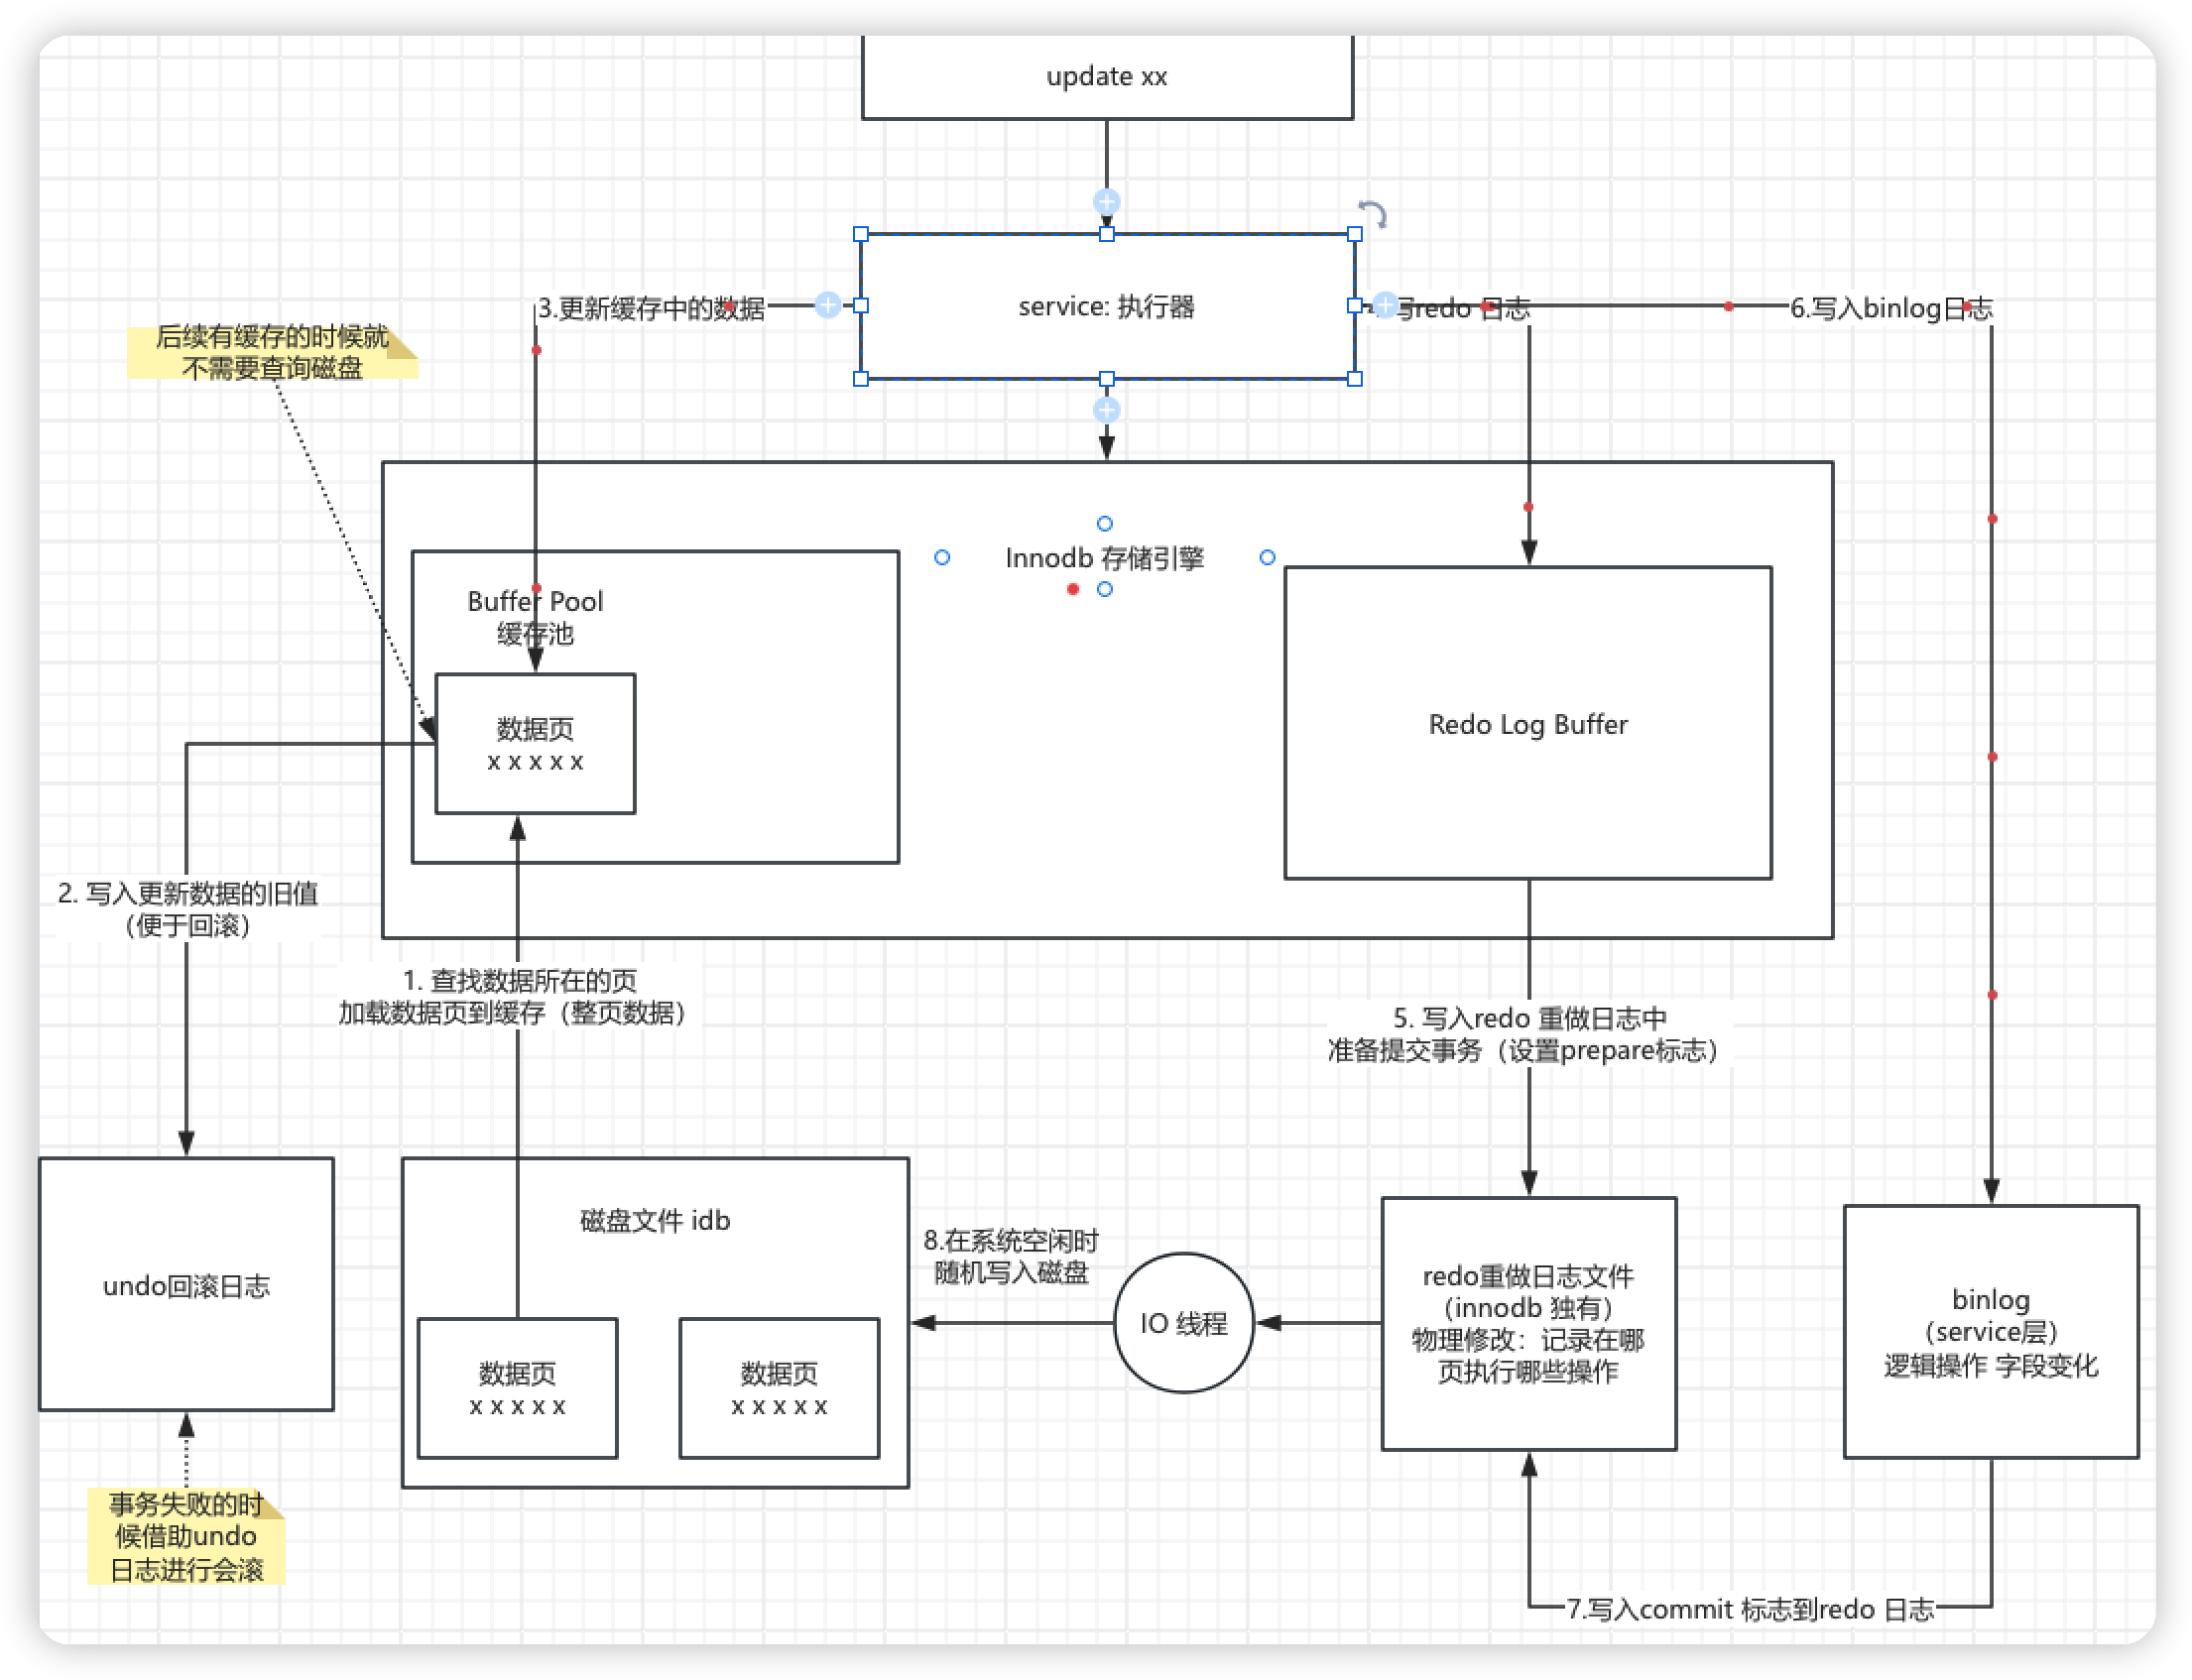 update xx
service: 执行器
3.更新缓存中的数据
写redo 日志
6.写入binlog日志
后续有缓存的时候就
不需要查询磁盘
Innodb 存储引擎
Buffer Pool
缓存池
数据页
x x x x x
Redo Log Buffer
2. 写入更新数据的旧值
（便于回滚）
1. 查找数据所在的页
加载数据页到缓存（整页数据）
5. 写入redo 重做日志中
准备提交事务（设置prepare标志）
undo回滚日志
磁盘文件 idb
数据页
x x x x x
数据页
x x x x x
8.在系统空闲时
随机写入磁盘
IO 线程
redo重做日志文件
（innodb 独有）
物理修改：记录在哪
页执行哪些操作
binlog
（service层）
逻辑操作 字段变化
事务失败的时
候借助undo
日志进行会滚
7.写入commit 标志到redo 日志